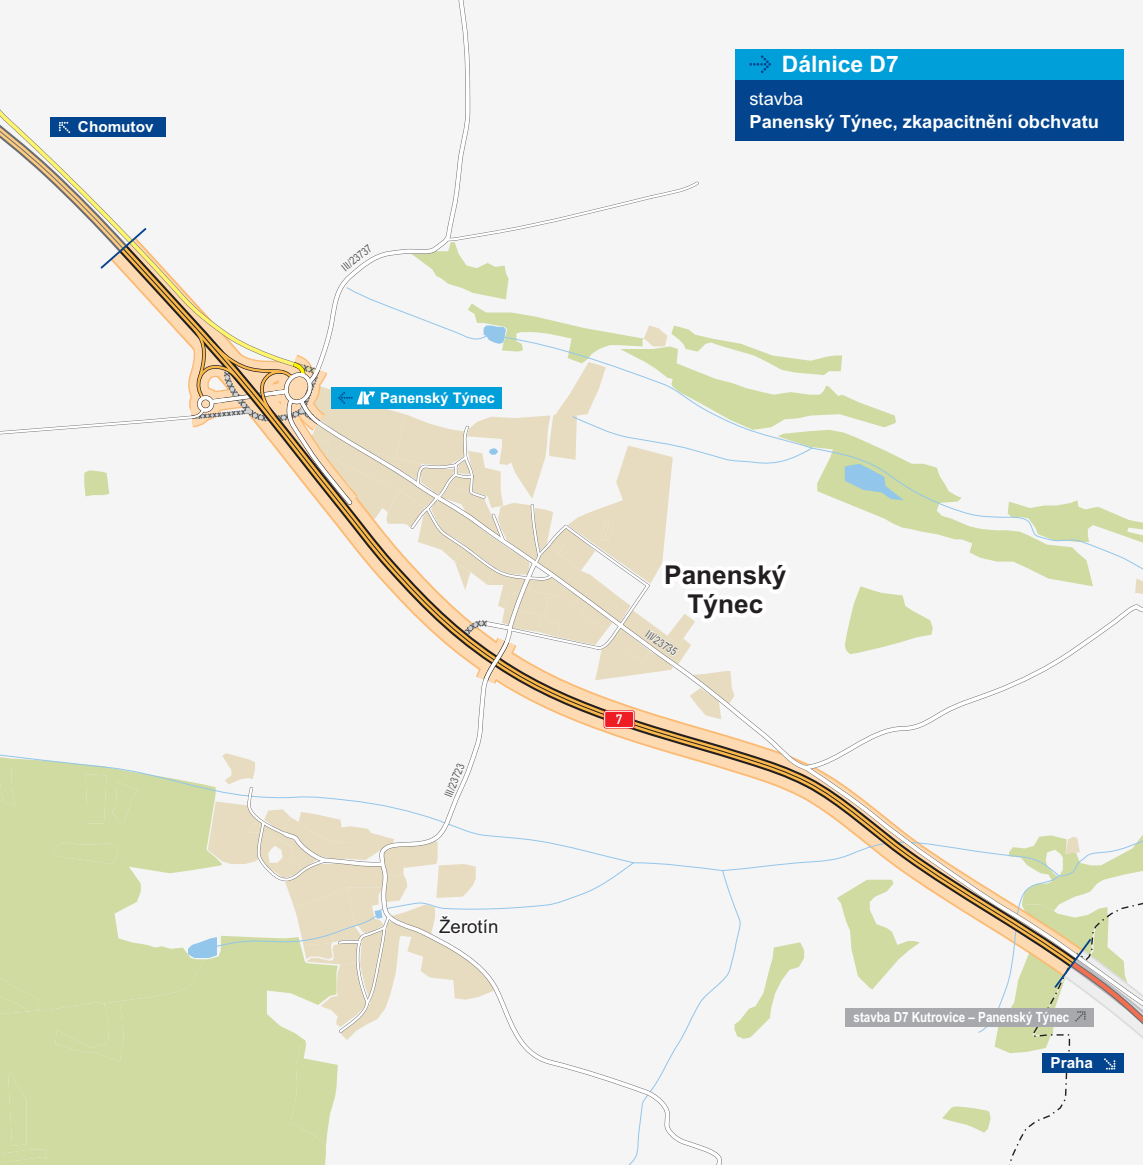 Dálnice D7
stavba
Panenský Týnec, zkapacitnění obchvatu
Chomutov
III/23737
Panenský Týnec
Panenský
Týnec
III/23735
7
III/23723
Žerotín
stavba D7 Kutrovice – Panenský Týnec
Praha